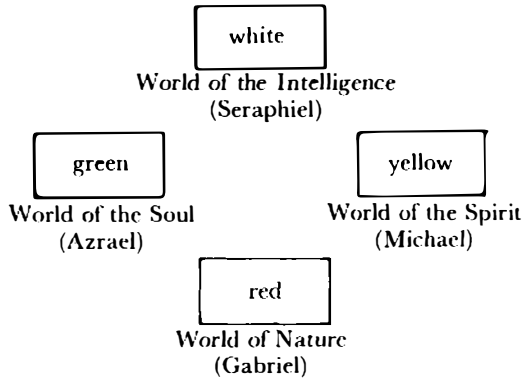 white
World of the Intelligence
(Seraphiel)
green
World of the Soul
(Azrael)
yellow
World of the Spirit
(Michael)
red
World of Nature
(Gabriel)